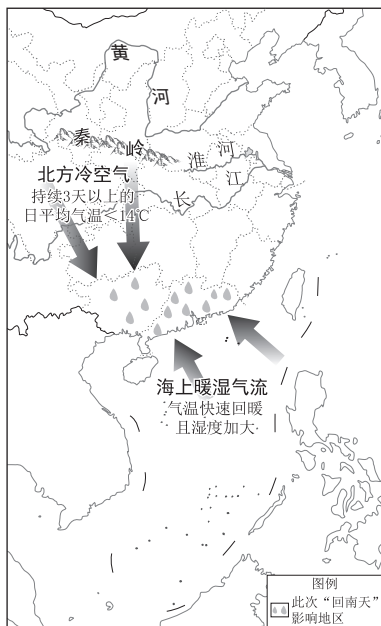 黄
河
秦
岭
淮河
长江
北方冷空气
持续3天以上的
日平均气温<14℃
海上暖湿气流
气温快速回暖
且湿度加大
图例
此次“回南天”
影响地区